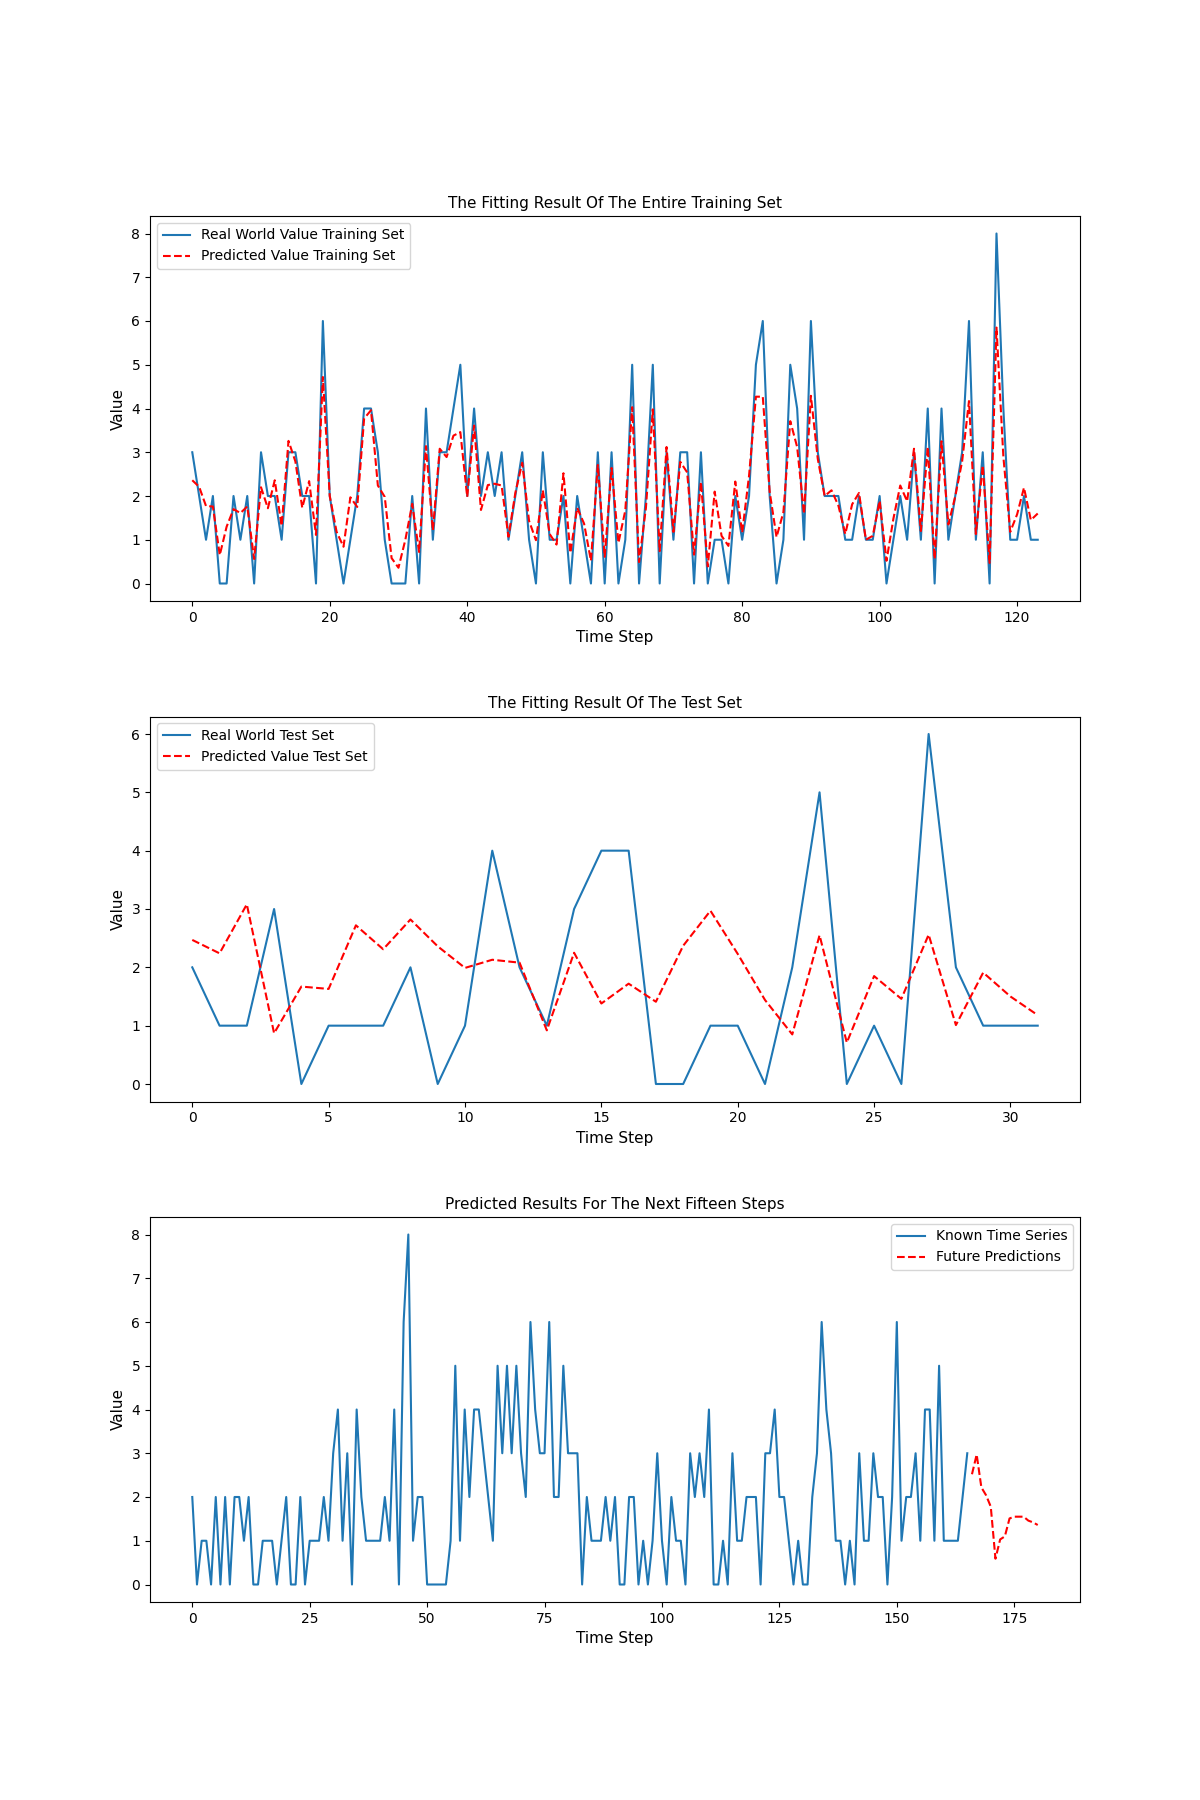 The Fitting Result Of The Entire Training Set
Real World Value Training Set
Predicted Value Training Set
Value
8
7
6
5
4
3
2
1
0
0 20 40 60 80 100 120
Time Step
The Fitting Result Of The Test Set
Real World Test Set
Predicted Value Test Set
Value
6
5
4
3
2
1
0
0 5 10 15 20 25 30
Time Step
Predicted Results For The Next Fifteen Steps
Known Time Series
Future Predictions
Value
8
7
6
5
4
3
2
1
0
0 25 50 75 100 125 150 175
Time Step